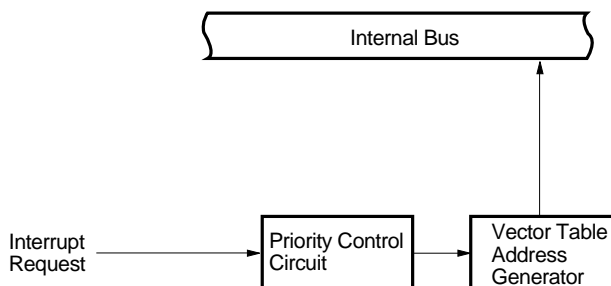 Internal Bus
Interrupt
Request
Priority Control
Circuit
Vector Table
Address
Generator